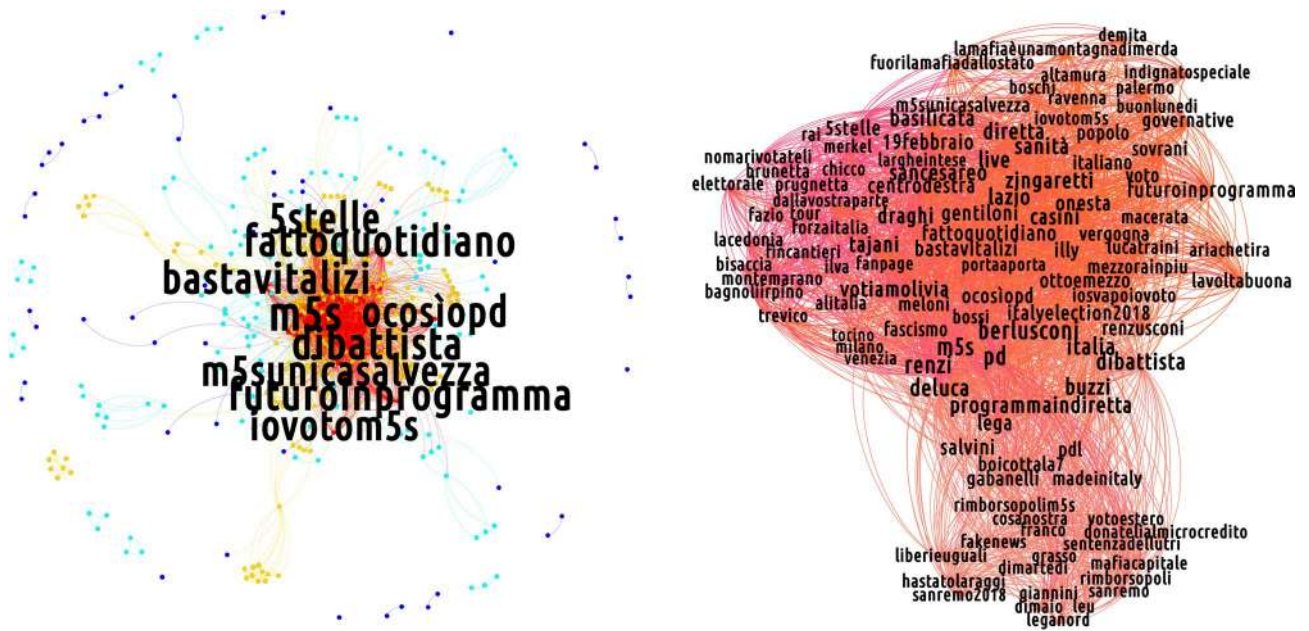 5stelle
fattoquotidiano
bastavitalizi
m5s ocosìopd
dibattista
m5sunicasalvezza
futuroinprogramma
iovotom5s
demita
lamafiaèunamontagnadimerda
fuorilamafiadallostato
altamura indignatospeciale
boschi palermo
m5sunicasalvezza ravenna buonlunedi
basilicata iovotom5s governative
rai 5stelle 19febbraio diretta popolo
merkel sanità sovrani
nomarivotateli largheintese live italiano
brunetta chicco sancesareo voto
elettorale prugnetta centrodestra zingaretti futuroinprogramma
dallavostraparte lazio onesta
fazio tour draghi gentiloni casini macerata
forzaitalia fattoquotidiano vergogna
lacedonia tajani bastavitalizi illy lucatraini ariachetira
fincantieri
bisaccia ilva fanpage portaaporta mezzorainpiu
montemarano ottoemezzo lavoltabuona
bagnoliirpino votiamolivia ocosìopd iosvapoivoto
alitalia meloni
trevico bossi italyelection2018
torino fascismo berlusconi renzusconi
milano m5s italia
venezia renzi pd dibattista
deluca buzzi
programmaindiretta
lega
salvini pdl
boicottala7
gabanelli madeinitaly
rimborsopolim5s
cosanostra votoestero
franco donatelialmicrocredito
fakenews sentenzadellutri
liberieuguali grasso
dimartedi mafiacapitale
hastatolaraggi rimborsopoli
sanremo2018 giannini sanremo
dimaio leu
leganord